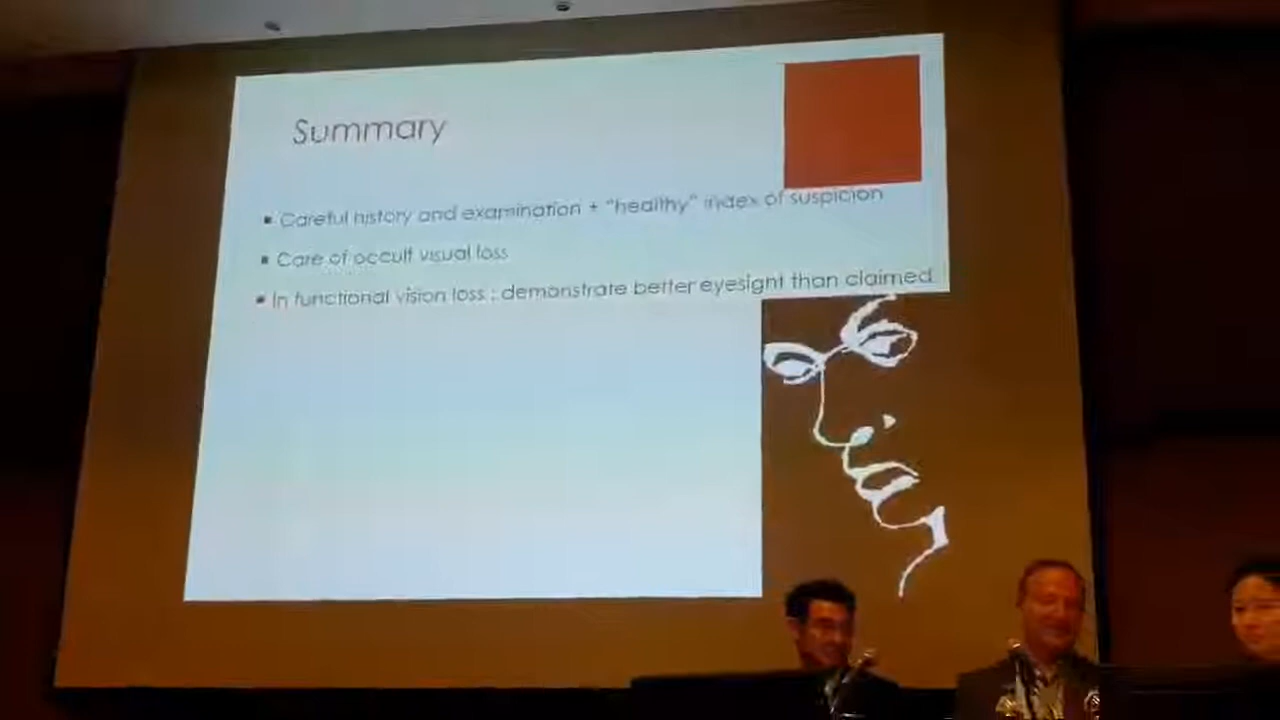 Summary
▪ Careful history and examination + “healthy” index of suspicion
▪ Care of occult visual loss
▪ In functional vision loss : demonstrate better eyesight than claimed
Liar